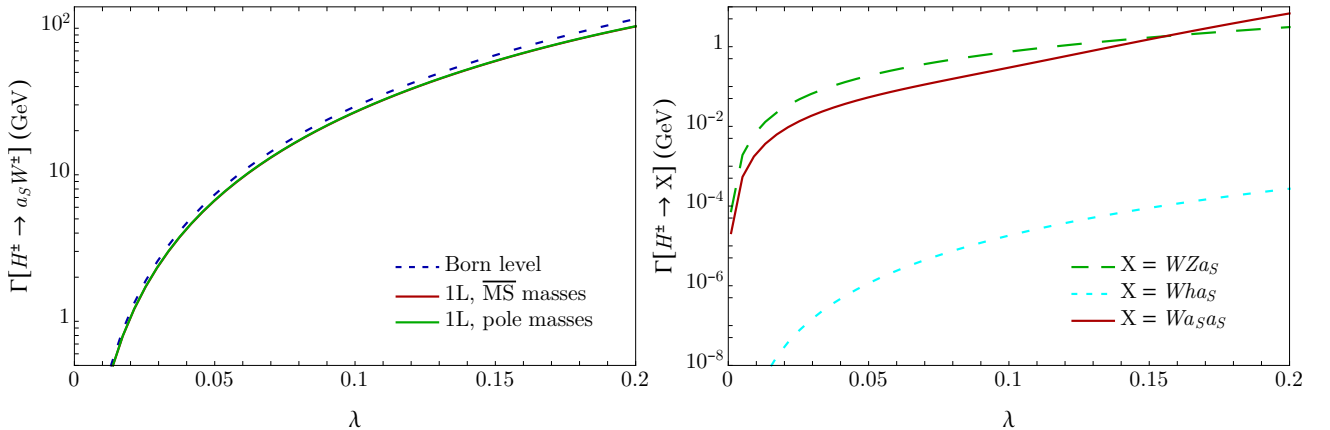 Γ[H± → a_S W±] (GeV)
10²
10
1
Born level
1L, M̅S̅ masses
1L, pole masses
0 0.05 0.1 0.15 0.2
λ
Γ[H± → X] (GeV)
1
10⁻²
10⁻⁴
10⁻⁶
10⁻⁸
X = WZa_S
X = Wha_S
X = Wa_Sa_S
0 0.05 0.1 0.15 0.2
λ